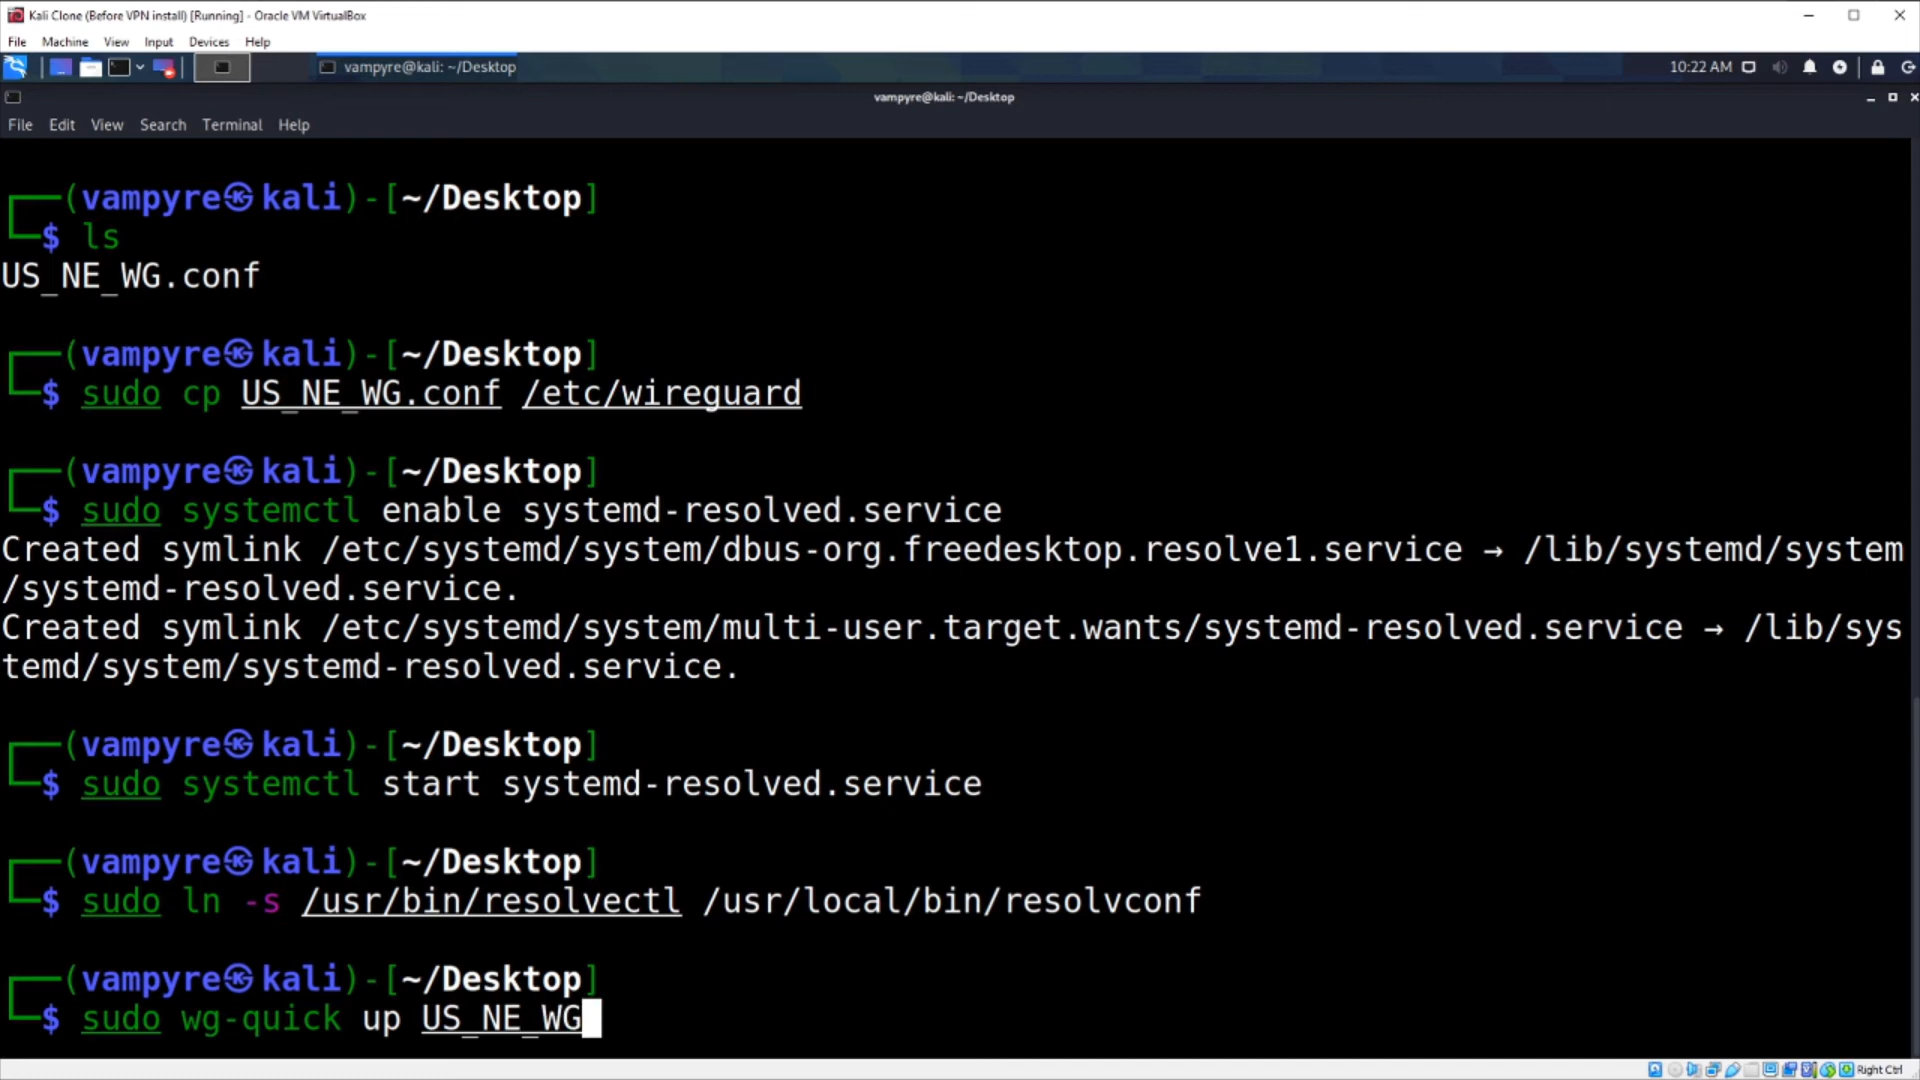 Kali Clone (Before VPN install) [Running] - Oracle VM VirtualBox
File Machine View Input Devices Help
vampyre@kali: ~/Desktop 10:22 AM
vampyre@kali: ~/Desktop
File Edit View Search Terminal Help
(vampyre㉿kali)-[~/Desktop]
$ ls
US_NE_WG.conf
(vampyre㉿kali)-[~/Desktop]
$ sudo cp US_NE_WG.conf /etc/wireguard
(vampyre㉿kali)-[~/Desktop]
$ sudo systemctl enable systemd-resolved.service
Created symlink /etc/systemd/system/dbus-org.freedesktop.resolve1.service → /lib/systemd/system
/systemd-resolved.service.
Created symlink /etc/systemd/system/multi-user.target.wants/systemd-resolved.service → /lib/sys
temd/system/systemd-resolved.service.
(vampyre㉿kali)-[~/Desktop]
$ sudo systemctl start systemd-resolved.service
(vampyre㉿kali)-[~/Desktop]
$ sudo ln -s /usr/bin/resolvectl /usr/local/bin/resolvconf
(vampyre㉿kali)-[~/Desktop]
$ sudo wg-quick up US_NE_WG
Right Ctrl